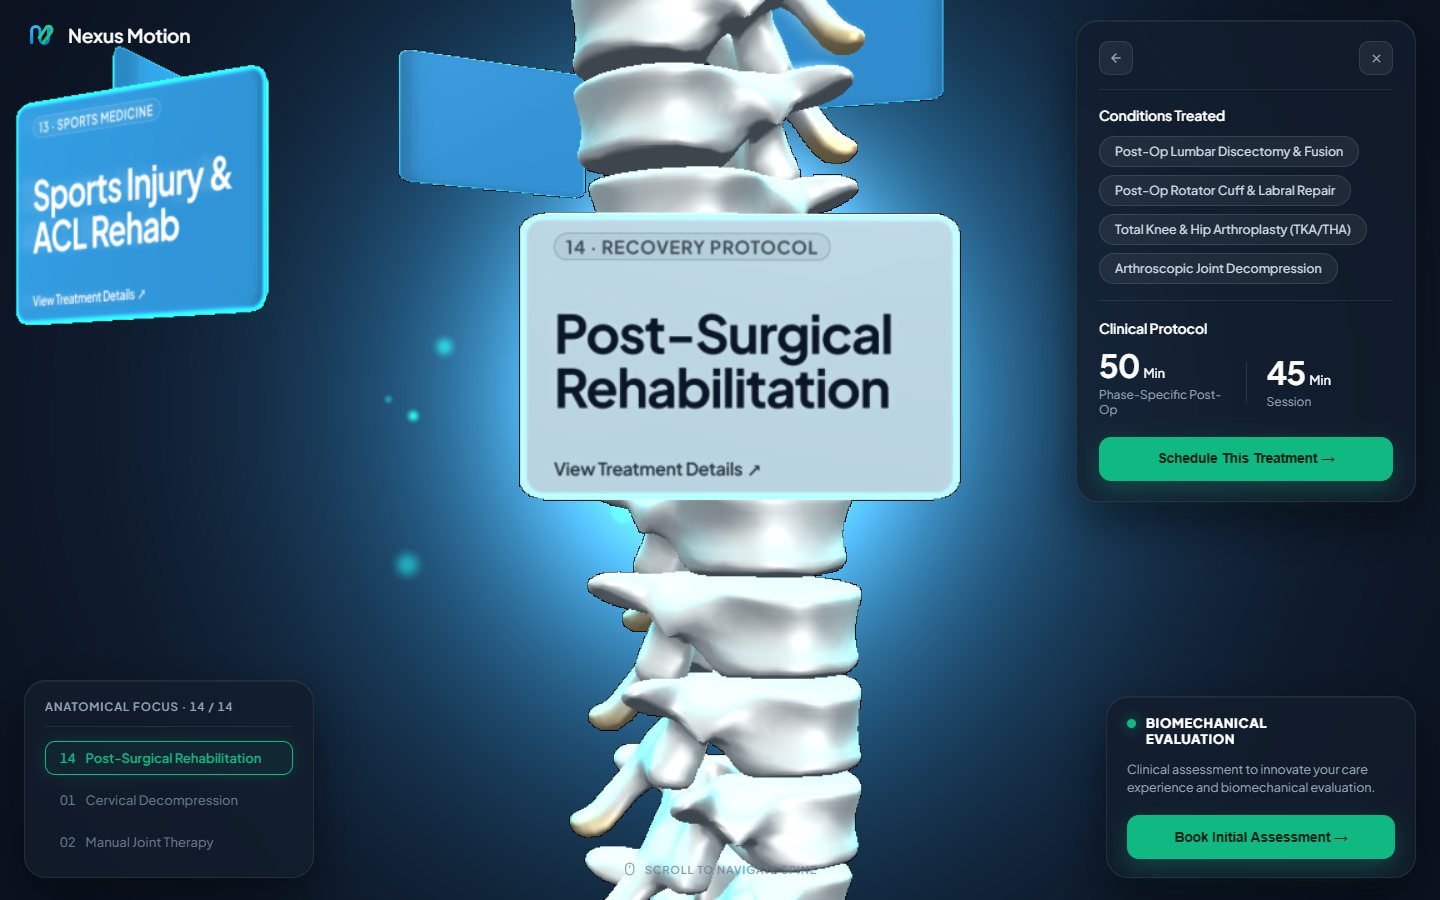 Nexus Motion
13 · SPORTS MEDICINE
Sports Injury &
ACL Rehab
View Treatment Details ↗
14 · RECOVERY PROTOCOL
Post-Surgical
Rehabilitation
View Treatment Details ↗
Conditions Treated
Post-Op Lumbar Discectomy & Fusion
Post-Op Rotator Cuff & Labral Repair
Total Knee & Hip Arthroplasty (TKA/THA)
Arthroscopic Joint Decompression
Clinical Protocol
50 Min
Phase-Specific Post-
Op
45 Min
Session
Schedule This Treatment →
ANATOMICAL FOCUS · 14 / 14
14 Post-Surgical Rehabilitation
01 Cervical Decompression
02 Manual Joint Therapy
SCROLL TO NAVIGATE SPINE
BIOMECHANICAL
EVALUATION
Clinical assessment to innovate your care
experience and biomechanical evaluation.
Book Initial Assessment →